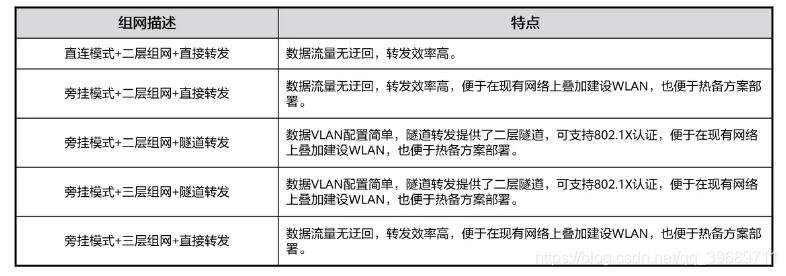 组网描述
特点
直连模式+二层组网+直接转发
数据流量无迂回，转发效率高。
旁挂模式+二层组网+直接转发
数据流量无迂回，转发效率高，便于在现有网络上叠加建设WLAN，也便于热备方案部
署。
旁挂模式+二层组网+隧道转发
数据VLAN配置简单，隧道转发提供了二层隧道，可支持802.1X认证，便于在现有网络
上叠加建设WLAN，也便于热备方案部署。
旁挂模式+三层组网+隧道转发
数据VLAN配置简单，隧道转发提供了二层隧道，可支持802.1X认证，便于在现有网络
上叠加建设WLAN，也便于热备方案部署。
旁挂模式+三层组网+直接转发
数据流量无迂回，转发效率高，便于在现有网络上叠加建设WLAN，也便于热备方案部
署。